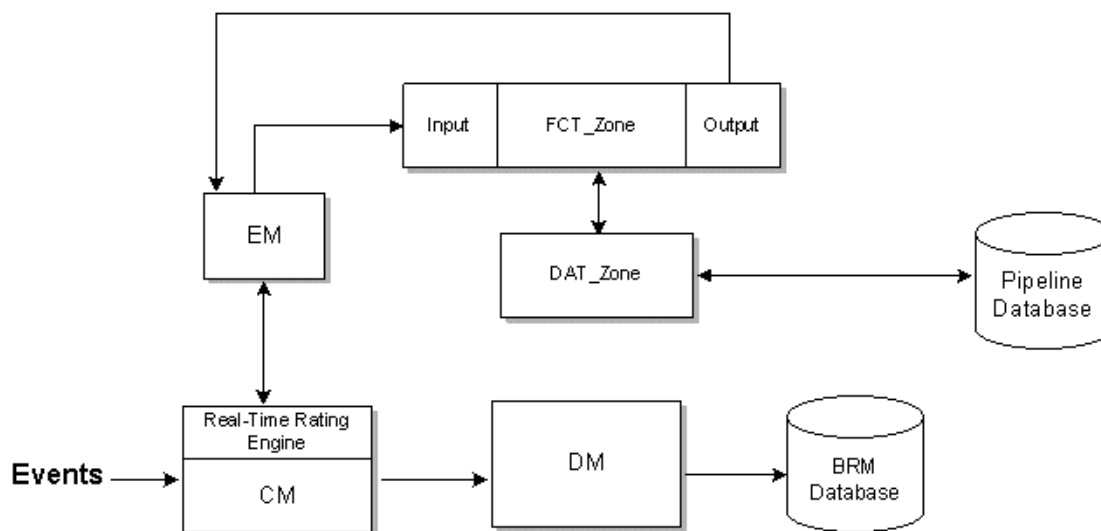 Input
FCT_Zone
Output
EM
DAT_Zone
Pipeline
Database
Real-Time Rating
Engine
Events
CM
DM
BRM
Database